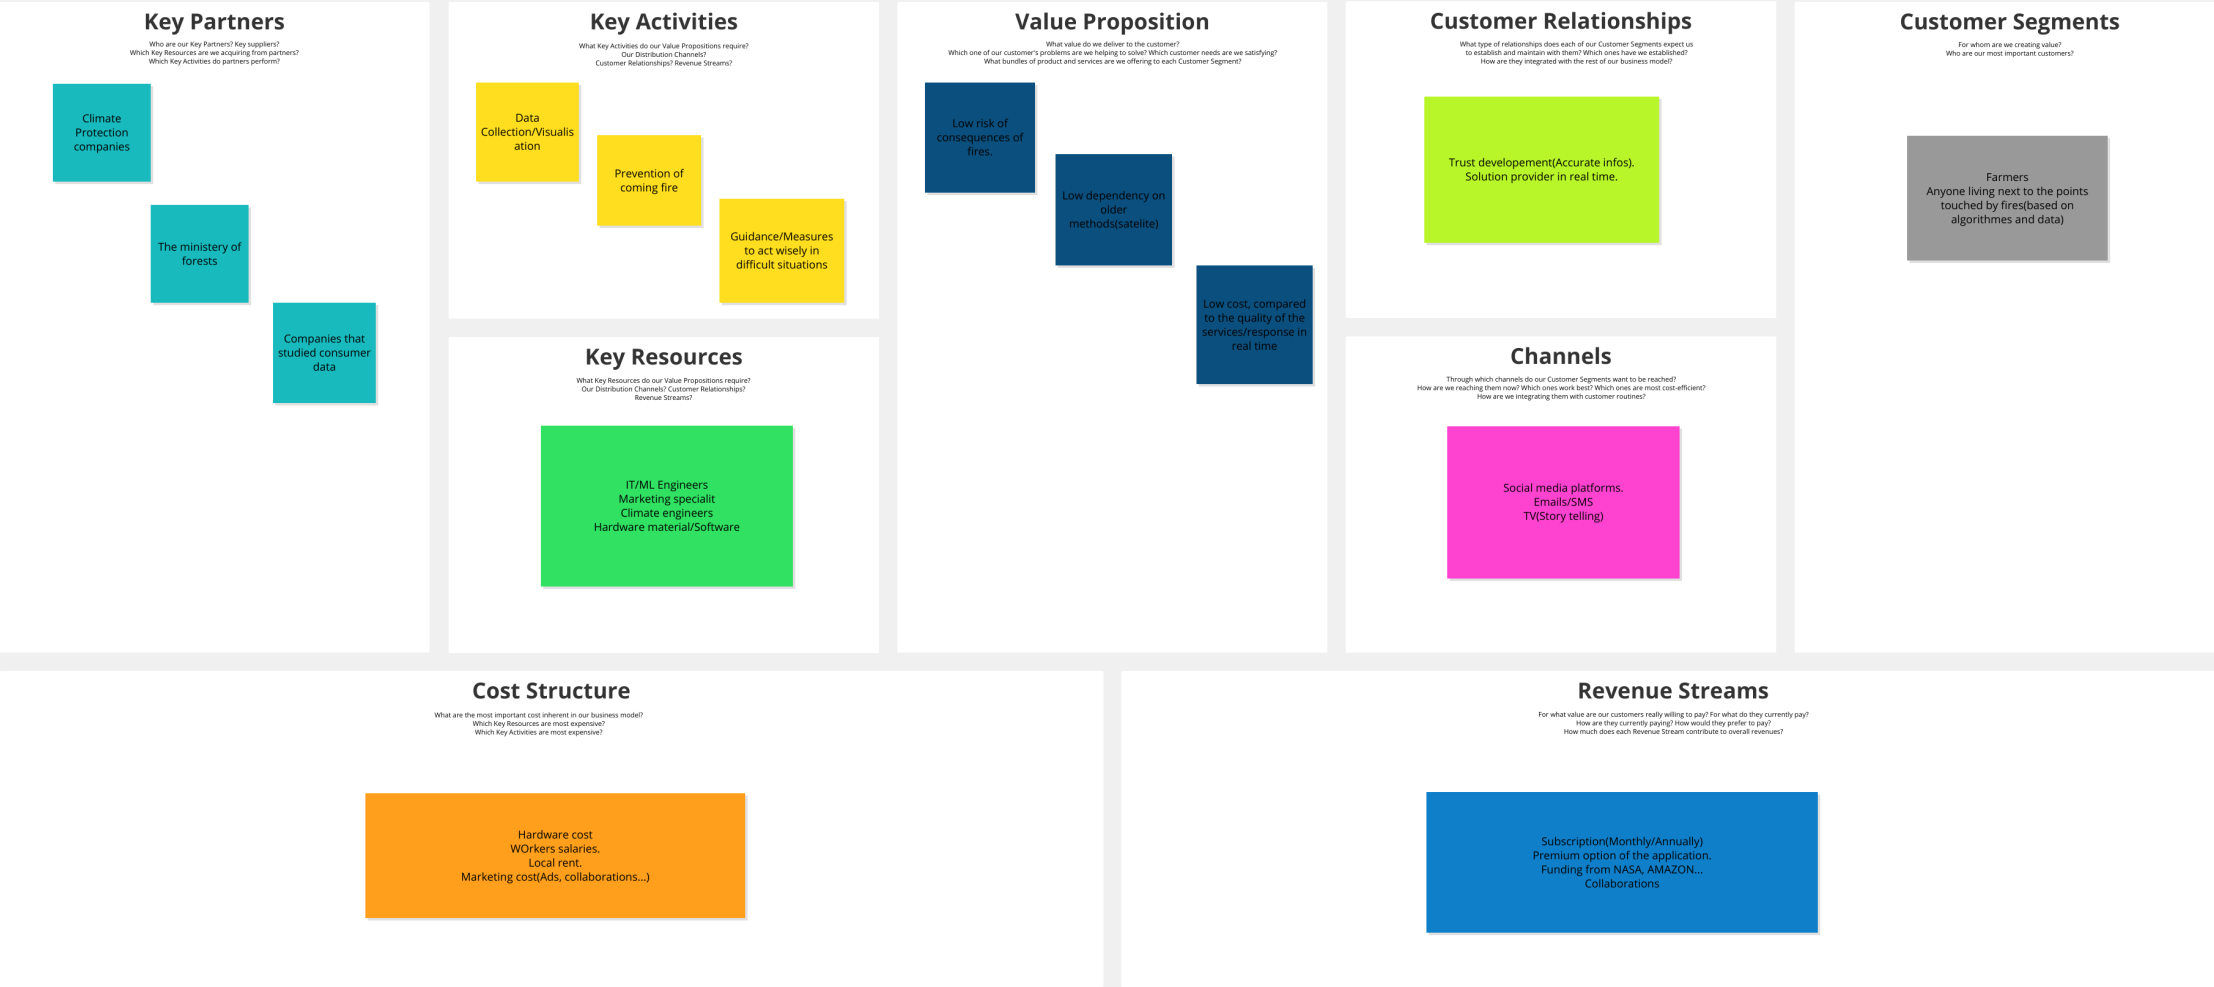 Key Partners
Who are our Key Partners? Key suppliers?
Which Key Resources are we acquiring from partners?
Which Key Activities do partners perform?
Climate
Protection
companies
The ministery of
forests
Companies that
studied consumer
data
Key Activities
What Key Activities do our Value Propositions require?
Our Distribution Channels?
Customer Relationships? Revenue Streams?
Data
Collection/Visualis
ation
Prevention of
coming fire
Guidance/Measures
to act wisely in
difficult situations
Key Resources
What Key Resources do our Value Propositions require?
Our Distribution Channels? Customer Relationships?
Revenue Streams?
IT/ML Engineers
Marketing specialit
Climate engineers
Hardware material/Software
Value Proposition
What value do we deliver to the customer?
Which one of our customer's problems are we helping to solve? Which customer needs are we satisfying?
What bundles of product and services are we offering to each Customer Segment?
Low risk of
consequences of
fires.
Low dependency on
older
methods(satelite)
Low cost, compared
to the quality of the
services/response in
real time
Customer Relationships
What type of relationships does each of our Customer Segments expect us
to establish and maintain with them? Which ones have we established?
How are they integrated with the rest of our business model?
Trust developement(Accurate infos).
Solution provider in real time.
Channels
Through which channels do our Customer Segments want to be reached?
How are we reaching them now? Which ones work best? Which ones are most cost-efficient?
How are we integrating them with customer routines?
Social media platforms.
Emails/SMS
TV(Story telling)
Customer Segments
For whom are we creating value?
Who are our most important customers?
Farmers
Anyone living next to the points
touched by fires(based on
algorithmes and data)
Cost Structure
What are the most important cost inherent in our business model?
Which Key Resources are most expensive?
Which Key Activities are most expensive?
Hardware cost
WOrkers salaries.
Local rent.
Marketing cost(Ads, collaborations...)
Revenue Streams
For what value are our customers really willing to pay? For what do they currently pay?
How are they currently paying? How would they prefer to pay?
How much does each Revenue Stream contribute to overall revenues?
Subscription(Monthly/Annually)
Premium option of the application.
Funding from NASA, AMAZON...
Collaborations